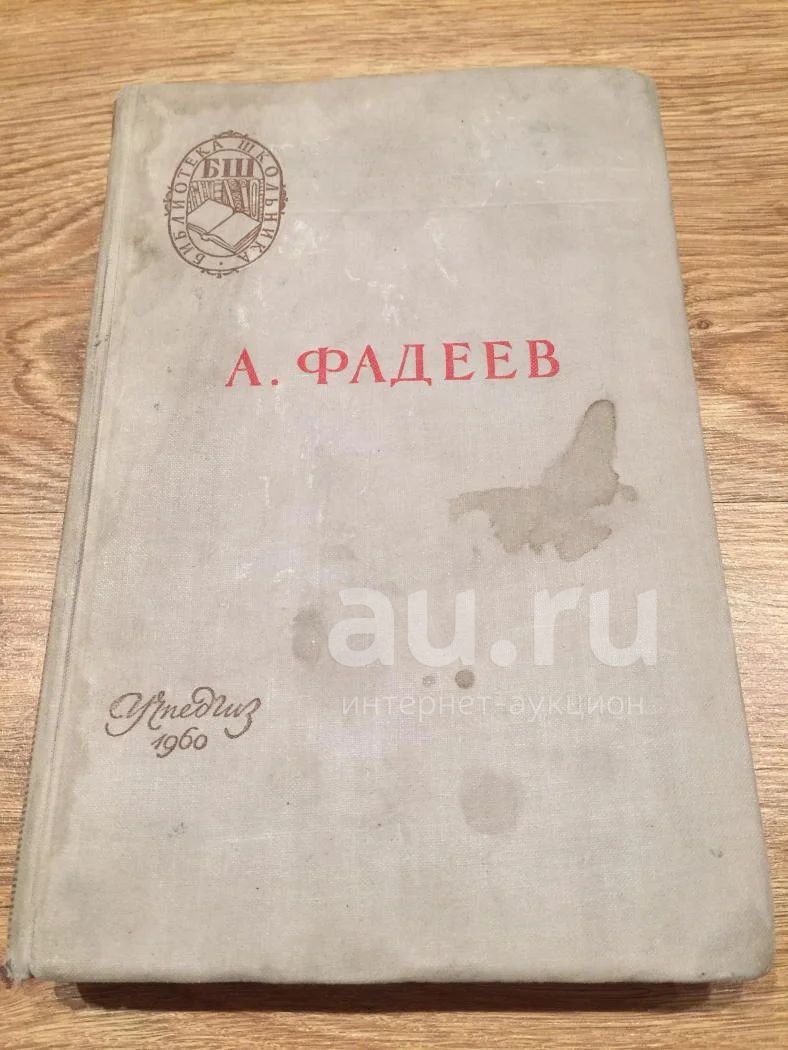 БИБЛИОТЕКА ШКОЛЬНИКА
БШ
А. ФАДЕЕВ
au.ru
интернет-аукцион
Учпедгиз
1960